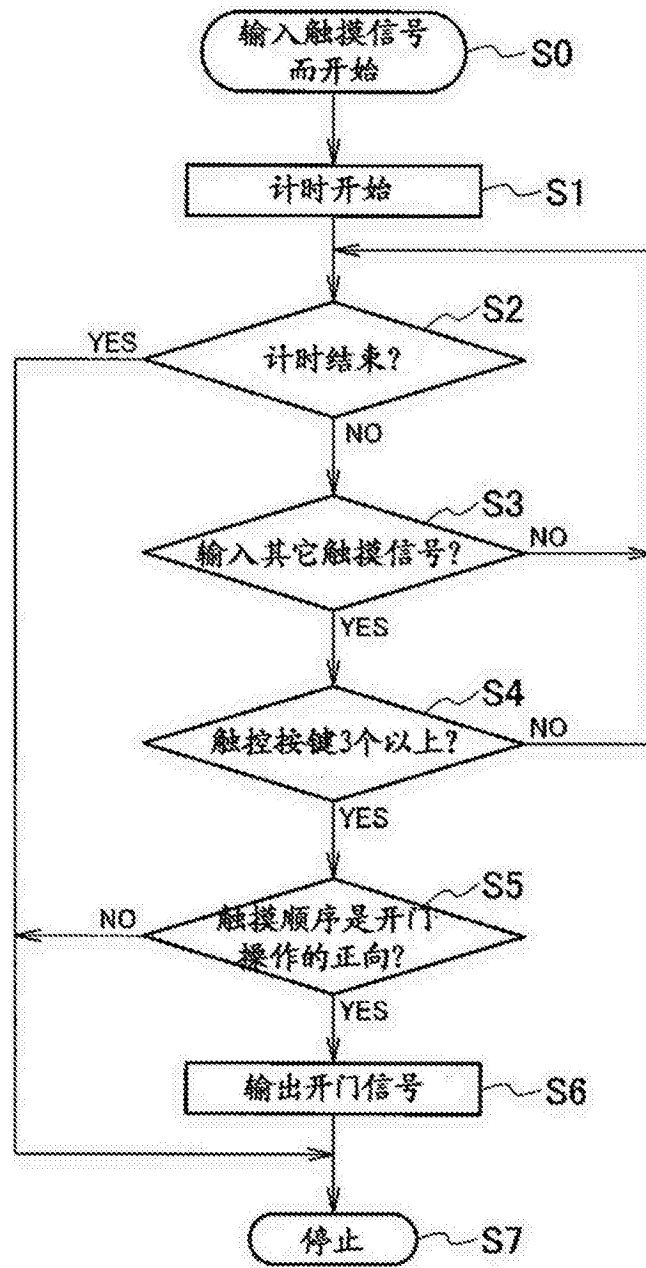 输入触摸信号
而开始
S0
计时开始
S1
S2
YES
计时结束?
NO
S3
输入其它触摸信号?
NO
YES
S4
触控按键3个以上?
NO
YES
S5
NO
触摸顺序是开门
操作的正向?
YES
输出开门信号
S6
停止
S7